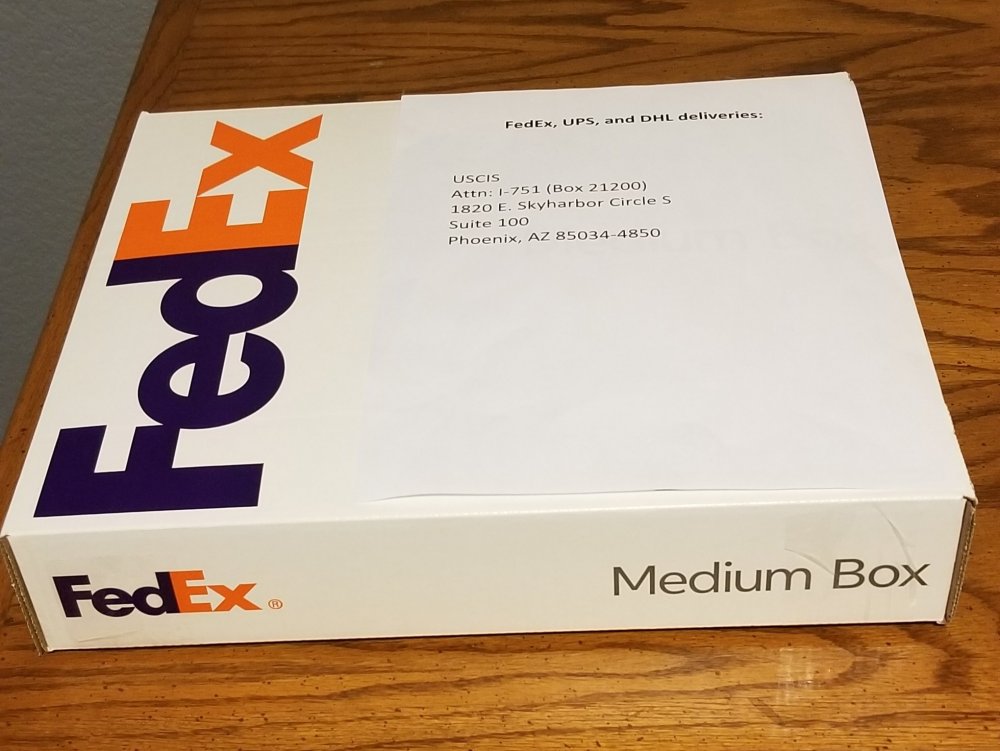 FedEx
FedEx, UPS, and DHL deliveries:
USCIS
Attn: I-751 (Box 21200)
1820 E. Skyharbor Circle S
Suite 100
Phoenix, AZ 85034-4850
FedEx®
Medium Box